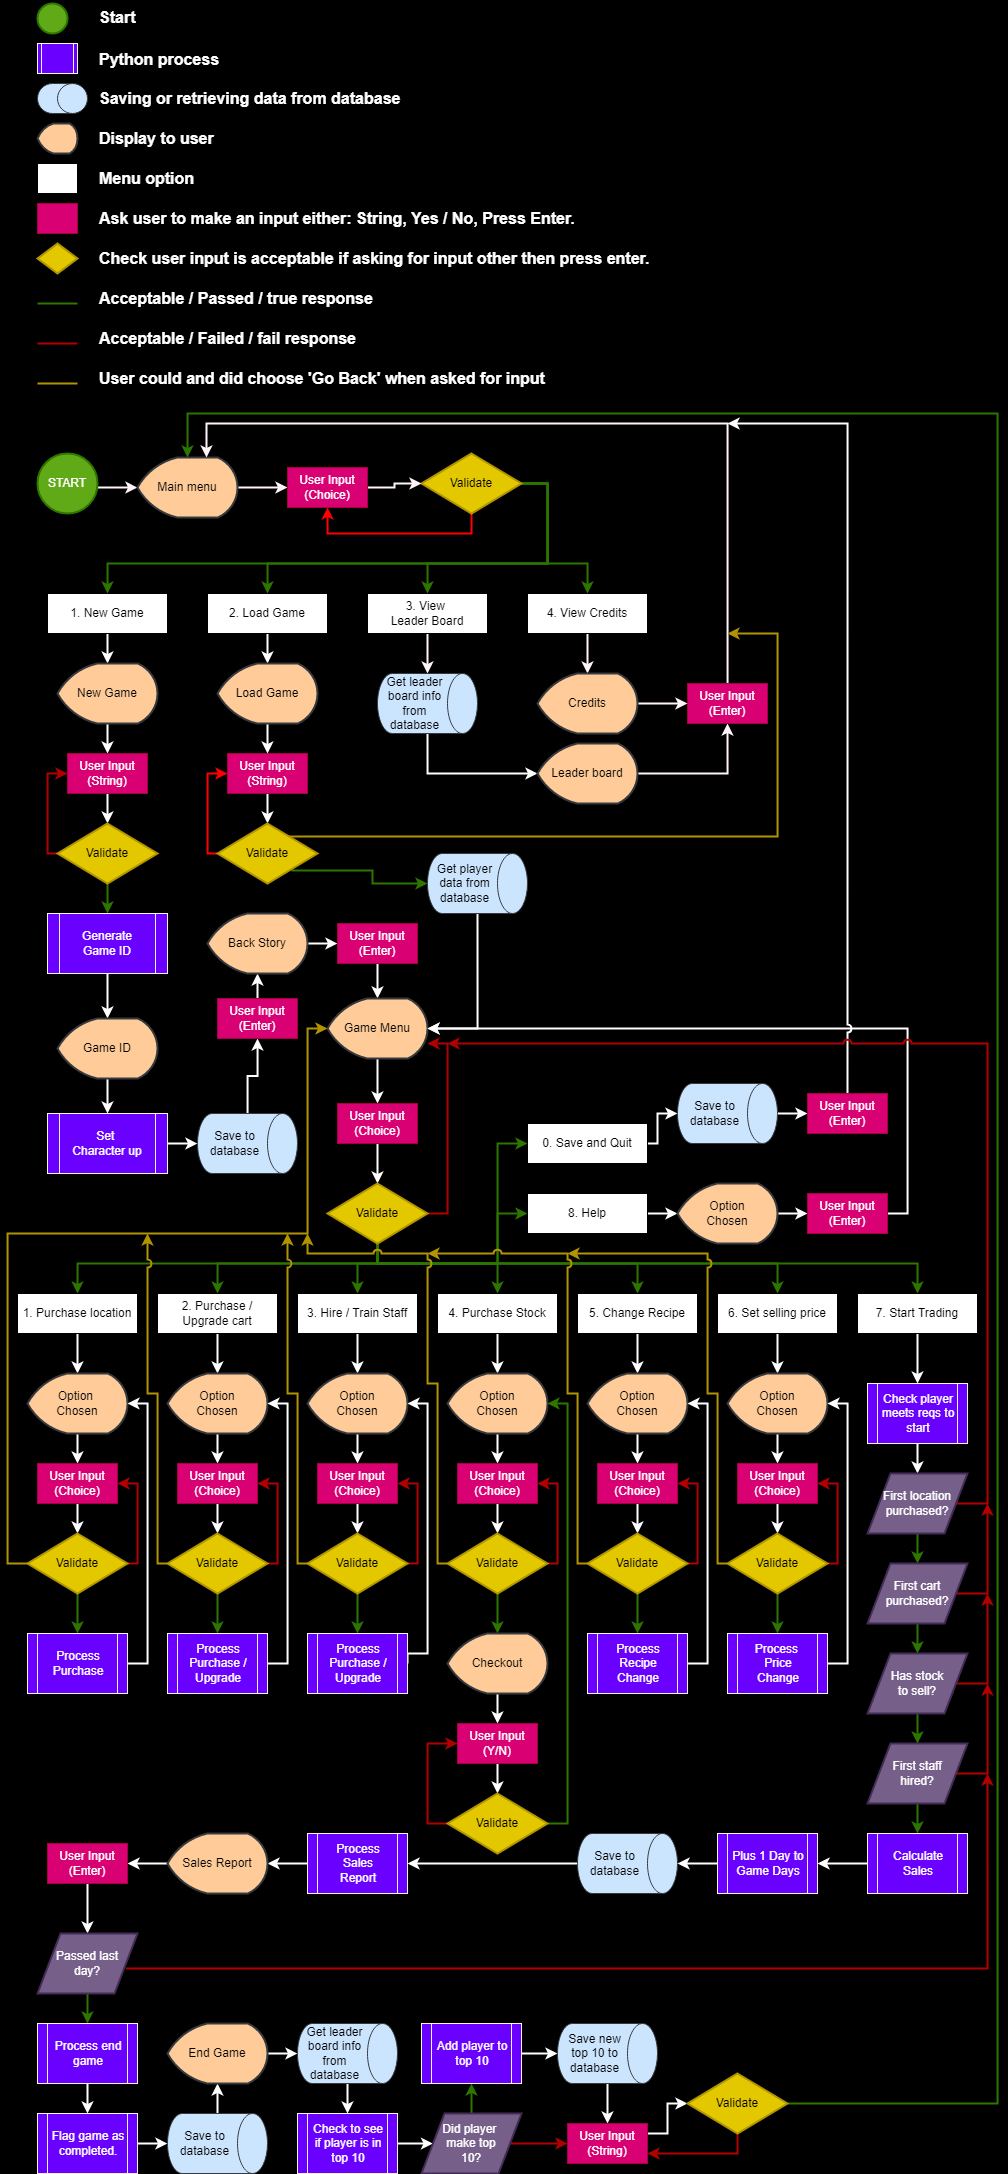 Start
Python process
Saving or retrieving data from database
Display to user
Menu option
Ask user to make an input either: String, Yes / No, Press Enter.
Check user input is acceptable if asking for input other then press enter.
Acceptable / Passed / true response
Acceptable / Failed / fail response
User could and did choose 'Go Back' when asked for input
START
Main menu
User Input
(Choice)
Validate
1. New Game
2. Load Game
3. View
Leader Board
4. View Credits
New Game
Load Game
Get leader
board info
from
database
Credits
User Input
(Enter)
Leader board
User Input
(String)
User Input
(String)
Validate
Validate
Get player
data from
database
Generate
Game ID
Back Story
User Input
(Enter)
User Input
(Enter)
Game Menu
Game ID
User Input
(Choice)
Set
Character up
Save to
database
0. Save and Quit
Save to
database
User Input
(Enter)
Validate
8. Help
Option
Chosen
User Input
(Enter)
1. Purchase location
2. Purchase /
Upgrade cart
3. Hire / Train Staff
4. Purchase Stock
5. Change Recipe
6. Set selling price
7. Start Trading
Option
Chosen
Option
Chosen
Option
Chosen
Option
Chosen
Option
Chosen
Option
Chosen
Check player
meets reqs to
start
User Input
(Choice)
User Input
(Choice)
User Input
(Choice)
User Input
(Choice)
User Input
(Choice)
User Input
(Choice)
First location
purchased?
Validate
Validate
Validate
Validate
Validate
Validate
First cart
purchased?
Process
Purchase
Process
Purchase /
Upgrade
Process
Purchase /
Upgrade
Checkout
Process
Recipe
Change
Process
Price
Change
Has stock
to sell?
User Input
(Y/N)
First staff
hired?
Validate
User Input
(Enter)
Sales Report
Process
Sales
Report
Save to
database
Plus 1 Day to
Game Days
Calculate
Sales
Passed last
day?
Process end
game
End Game
Get leader
board info
from
database
Add player to
top 10
Save new
top 10 to
database
Validate
Flag game as
completed.
Save to
database
Check to see
if player is in
top 10
Did player
make top
10?
User Input
(String)